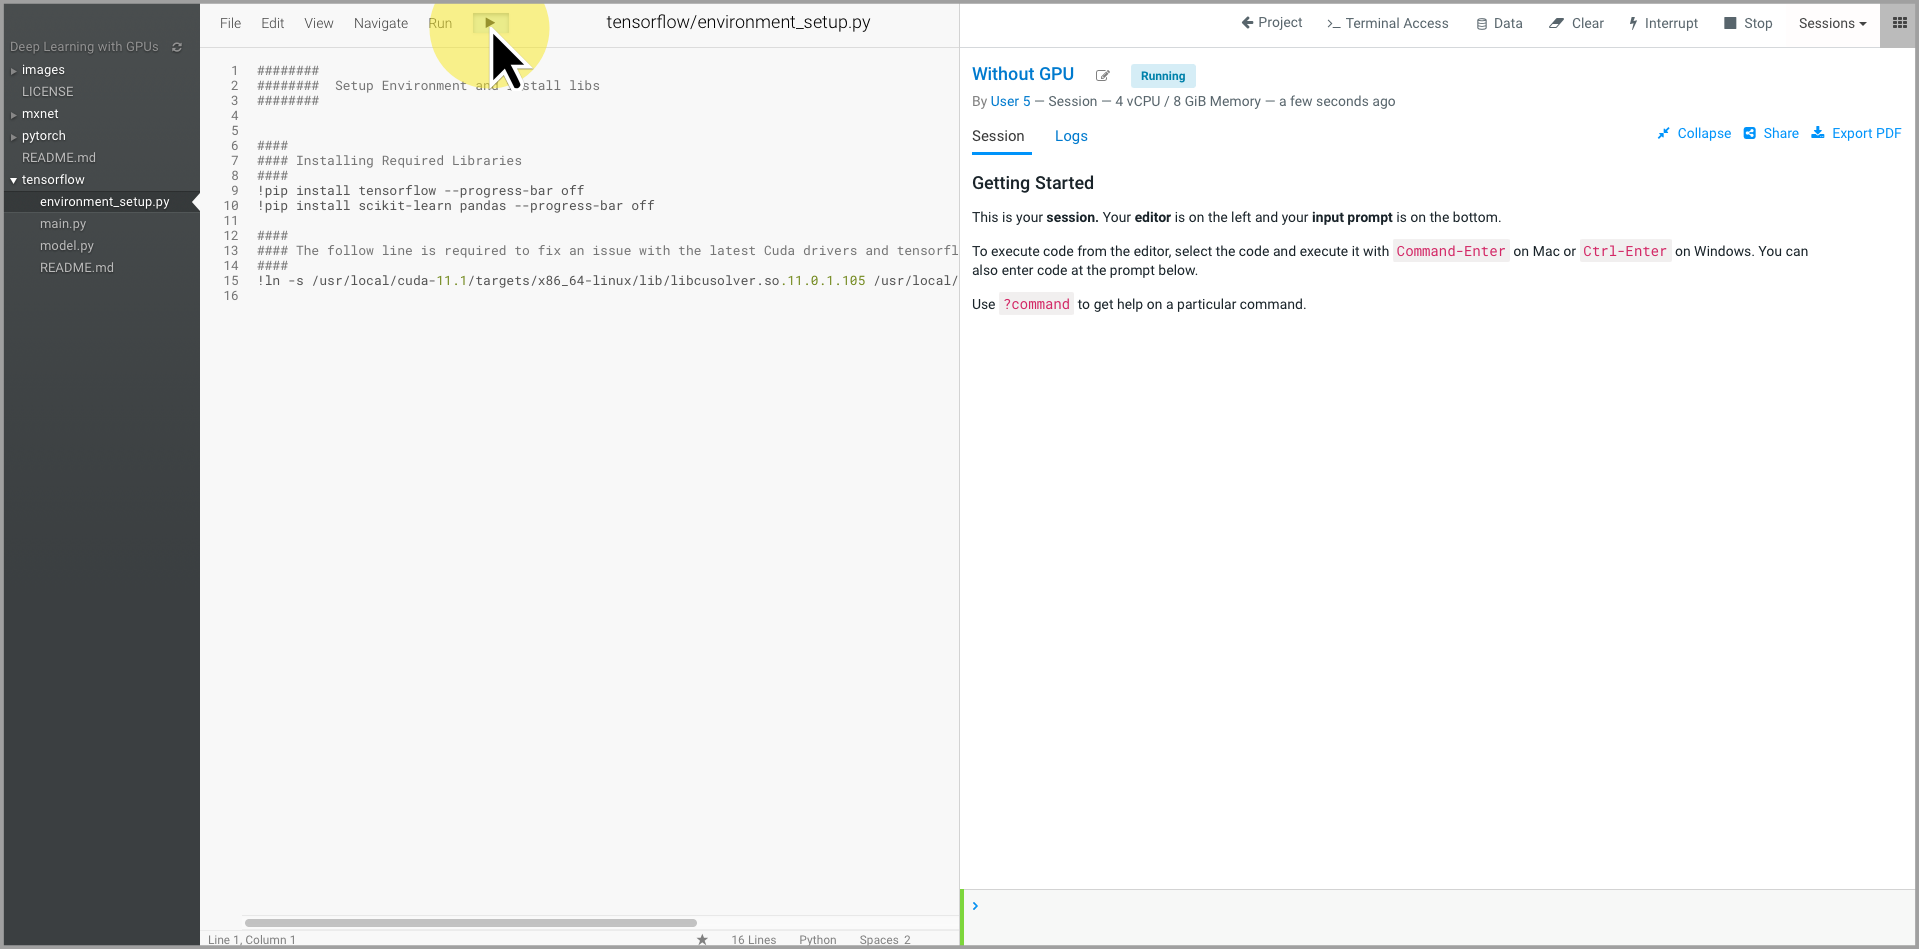 File Edit View Navigate Run tensorflow/environment_setup.py Project Terminal Access Data Clear Interrupt Stop Sessions
Deep Learning with GPUs
images
LICENSE
mxnet
pytorch
README.md
tensorflow
environment_setup.py
main.py
model.py
README.md
1 ########
2 ######## Setup Environment and install libs
3 ########
4
5
6 ####
7 #### Installing Required Libraries
8 ####
9 !pip install tensorflow --progress-bar off
10 !pip install scikit-learn pandas --progress-bar off
11
12 ####
13 #### The follow line is required to fix an issue with the latest Cuda drivers and tensorfl
14 ####
15 !ln -s /usr/local/cuda-11.1/targets/x86_64-linux/lib/libcusolver.so.11.0.1.105 /usr/local/
16
Line 1, Column 1 ★ 16 Lines Python Spaces 2
Without GPU Running
By User 5 — Session — 4 vCPU / 8 GiB Memory — a few seconds ago
Session Logs Collapse Share Export PDF
Getting Started
This is your session. Your editor is on the left and your input prompt is on the bottom.
To execute code from the editor, select the code and execute it with Command-Enter on Mac or Ctrl-Enter on Windows. You can
also enter code at the prompt below.
Use ?command to get help on a particular command.